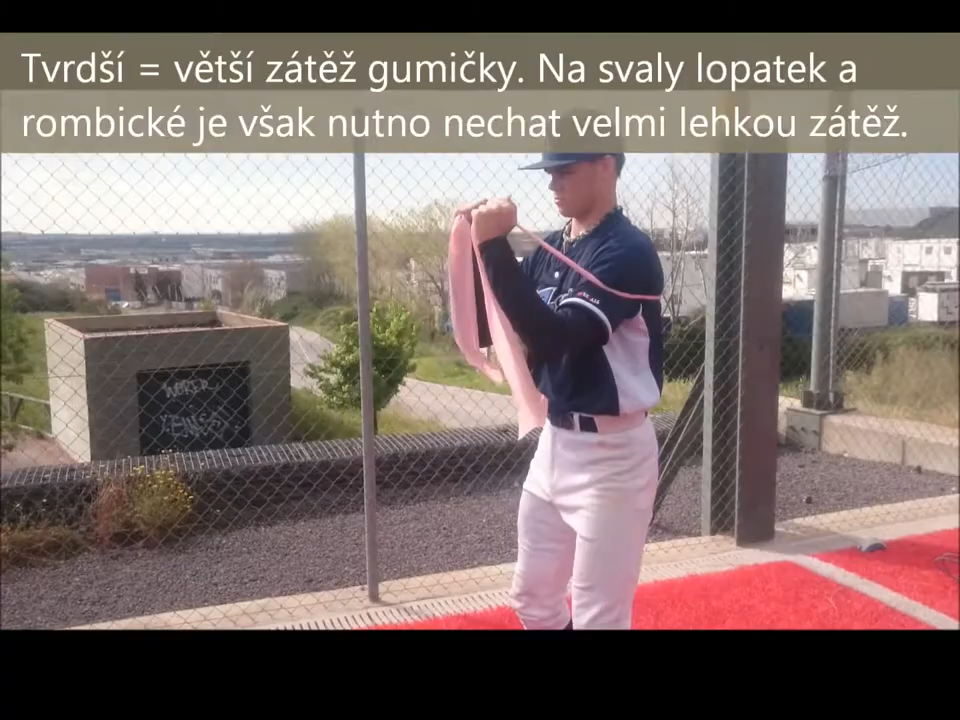 Tvrdší = větší zátěž gumičky. Na svaly lopatek a
rombické je však nutno nechat velmi lehkou zátěž.